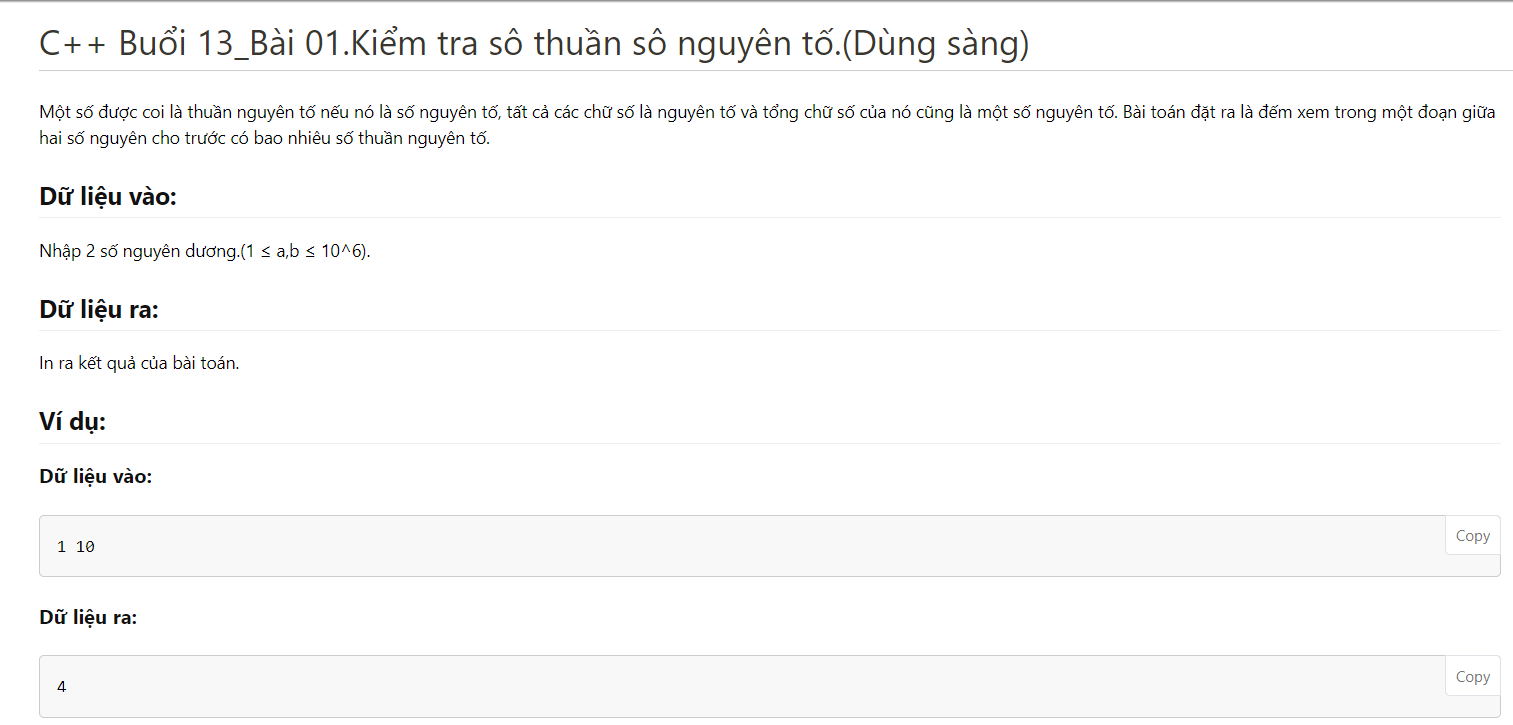 C++ Buổi 13_Bài 01.Kiểm tra sô thuần sô nguyên tố.(Dùng sàng)
Một số được coi là thuần nguyên tố nếu nó là số nguyên tố, tất cả các chữ số là nguyên tố và tổng chữ số của nó cũng là một số nguyên tố. Bài toán đặt ra là đếm xem trong một đoạn giữa
hai số nguyên cho trước có bao nhiêu số thuần nguyên tố.
Dữ liệu vào:
Nhập 2 số nguyên dương.(1 ≤ a,b ≤ 10^6).
Dữ liệu ra:
In ra kết quả của bài toán.
Ví dụ:
Dữ liệu vào:
Copy
1 10
Dữ liệu ra:
Copy
4